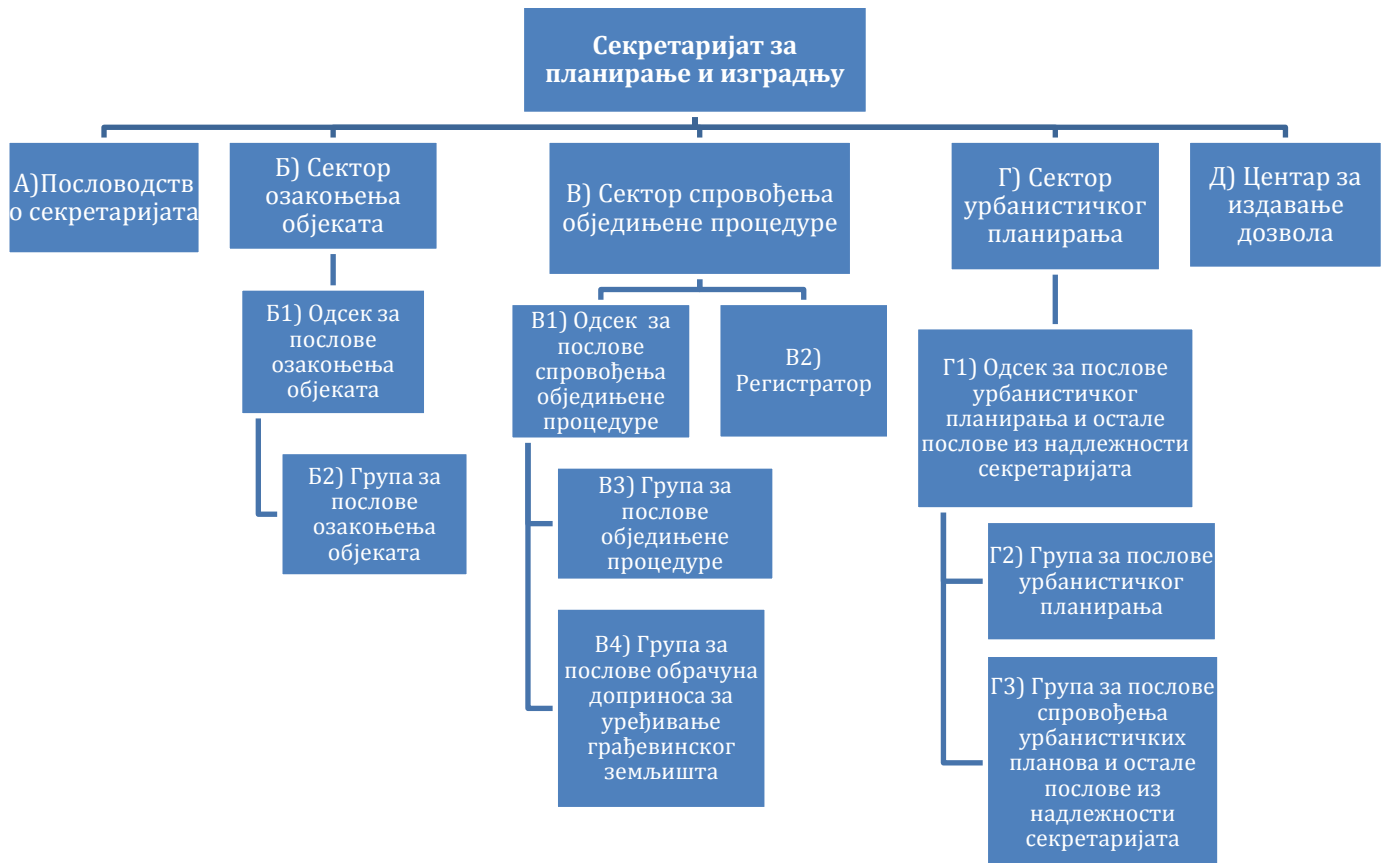 Секретаријат за
планирање и изградњу
А)Пословодств
о секретаријата
Б) Сектор
озакоњења
објеката
В) Сектор спровођења
обједињене процедуре
Г) Сектор
урбанистичког
планирања
Д) Центар за
издавање
дозвола
Б1) Одсек за
послове
озакоњења
објеката
Б2) Група за
послове
озакоњења
објеката
В1) Одсек  за
послове
спровођења
обједињене
процедуре
В2)
Регистратор
В3) Група за
послове
обједињене
процедуре
В4) Група за
послове обрачуна
доприноса за
уређивање
грађевинског
земљишта
Г1) Одсек за послове
урбанистичког
планирања и остале
послове из надлежности
секретаријата
Г2) Група за послове
урбанистичког
планирања
Г3) Група за послове
спровођења
урбанистичких
планова и остале
послове из
надлежности
секретаријата